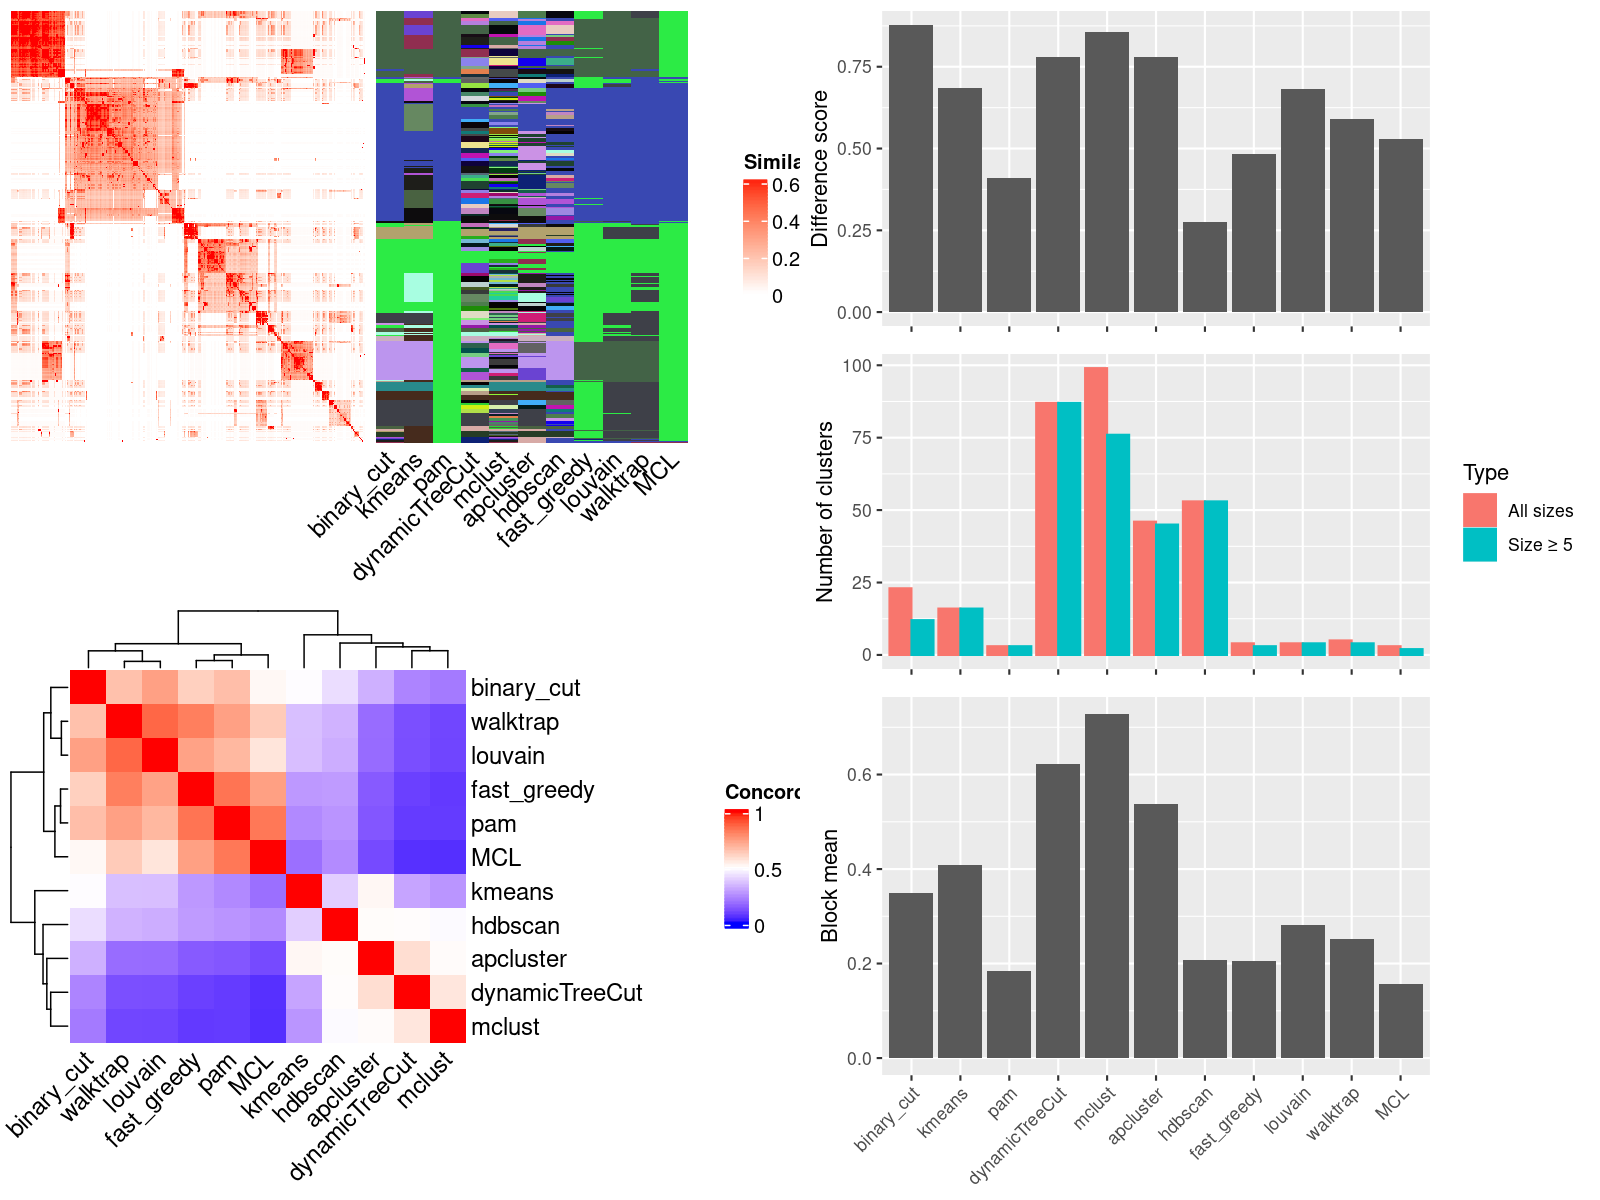 Simila
0.6
0.4
0.2
0
binary_cut
kmeans
pam
dynamicTreeCut
mclust
apcluster
hdbscan
fast_greedy
louvain
walktrap
MCL
Difference score
0.75
0.50
0.25
0.00
Number of clusters
100
75
50
25
0
Type
All sizes
Size ≥ 5
binary_cut
walktrap
louvain
fast_greedy
pam
MCL
kmeans
hdbscan
apcluster
dynamicTreeCut
mclust
binary_cut
walktrap
louvain
fast_greedy
pam
MCL
kmeans
hdbscan
apcluster
dynamicTreeCut
mclust
Concord
1
0.5
0
Block mean
0.6
0.4
0.2
0.0
binary_cut
kmeans
pam
dynamicTreeCut
mclust
apcluster
hdbscan
fast_greedy
louvain
walktrap
MCL